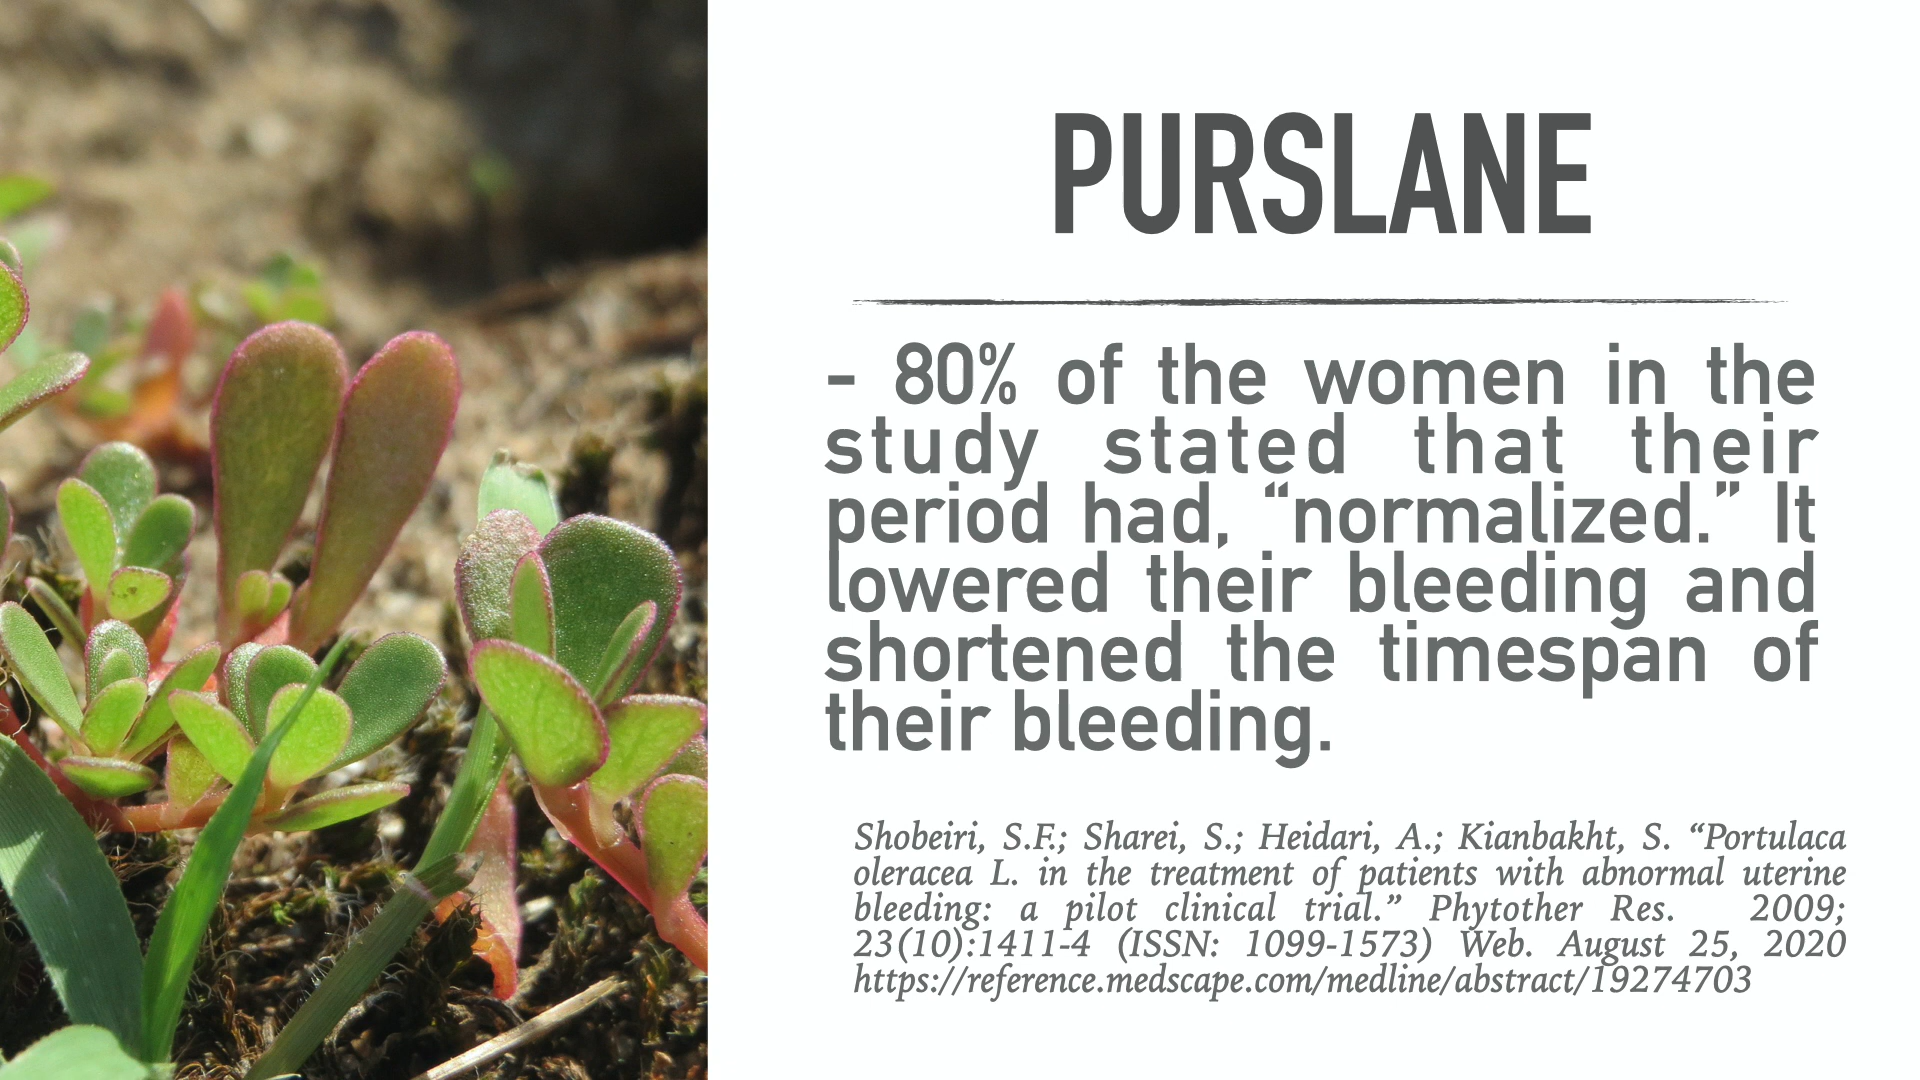 PURSLANE
- 80% of the women in the
study stated that their
period had, “normalized.” It
lowered their bleeding and
shortened the timespan of
their bleeding.
Shobeiri, S.F.; Sharei, S.; Heidari, A.; Kianbakht, S. “Portulaca
oleracea L. in the treatment of patients with abnormal uterine
bleeding: a pilot clinical trial.” Phytother Res. 2009;
23(10):1411-4 (ISSN: 1099-1573) Web. August 25, 2020
https://reference.medscape.com/medline/abstract/19274703